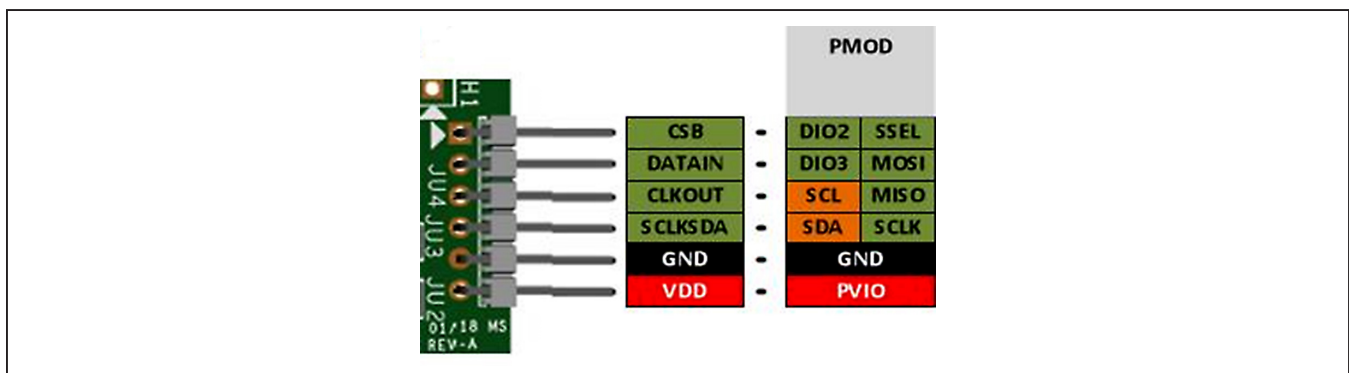 PMOD
H1
CSB - DIO2 SSEL
DATAIN - DIO3 MOSI
CLKOUT - SCL MISO
SCLKSDA - SDA SCLK
GND - GND
VDD - PVIO
JU4
JU3
JU2
01/18 MS
REV-A